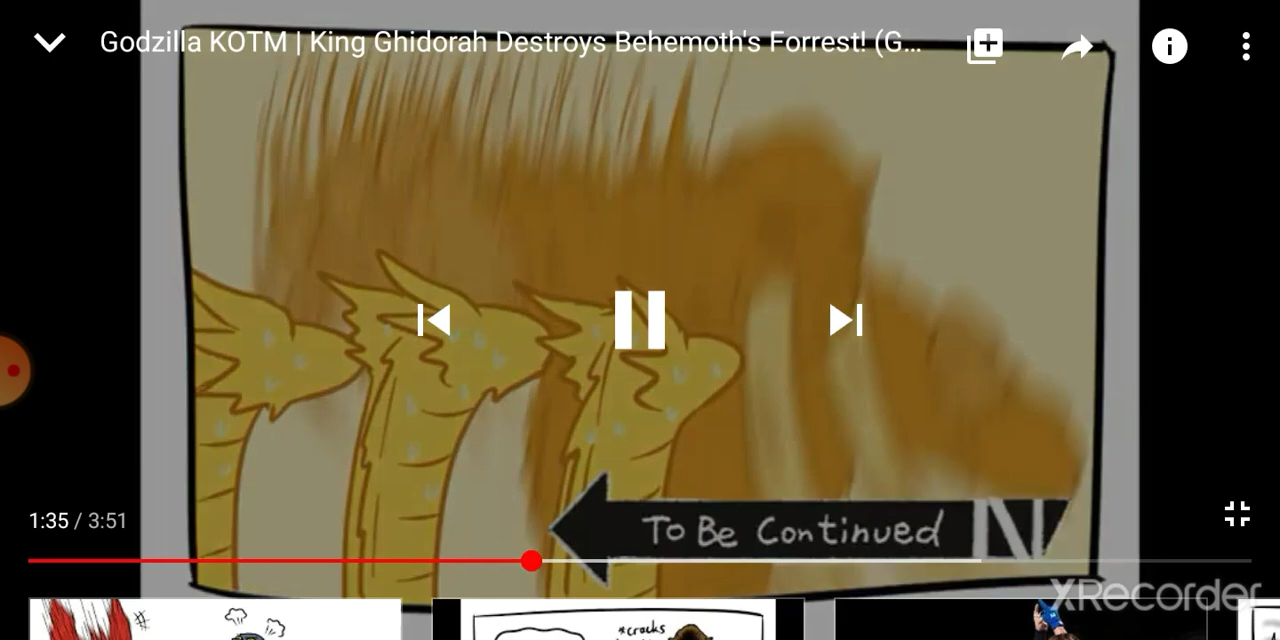 Godzilla KOTM | King Ghidorah Destroys Behemoth's Forrest! (G...
To Be Continued
1:35 / 3:51
XRecorder
*cracks